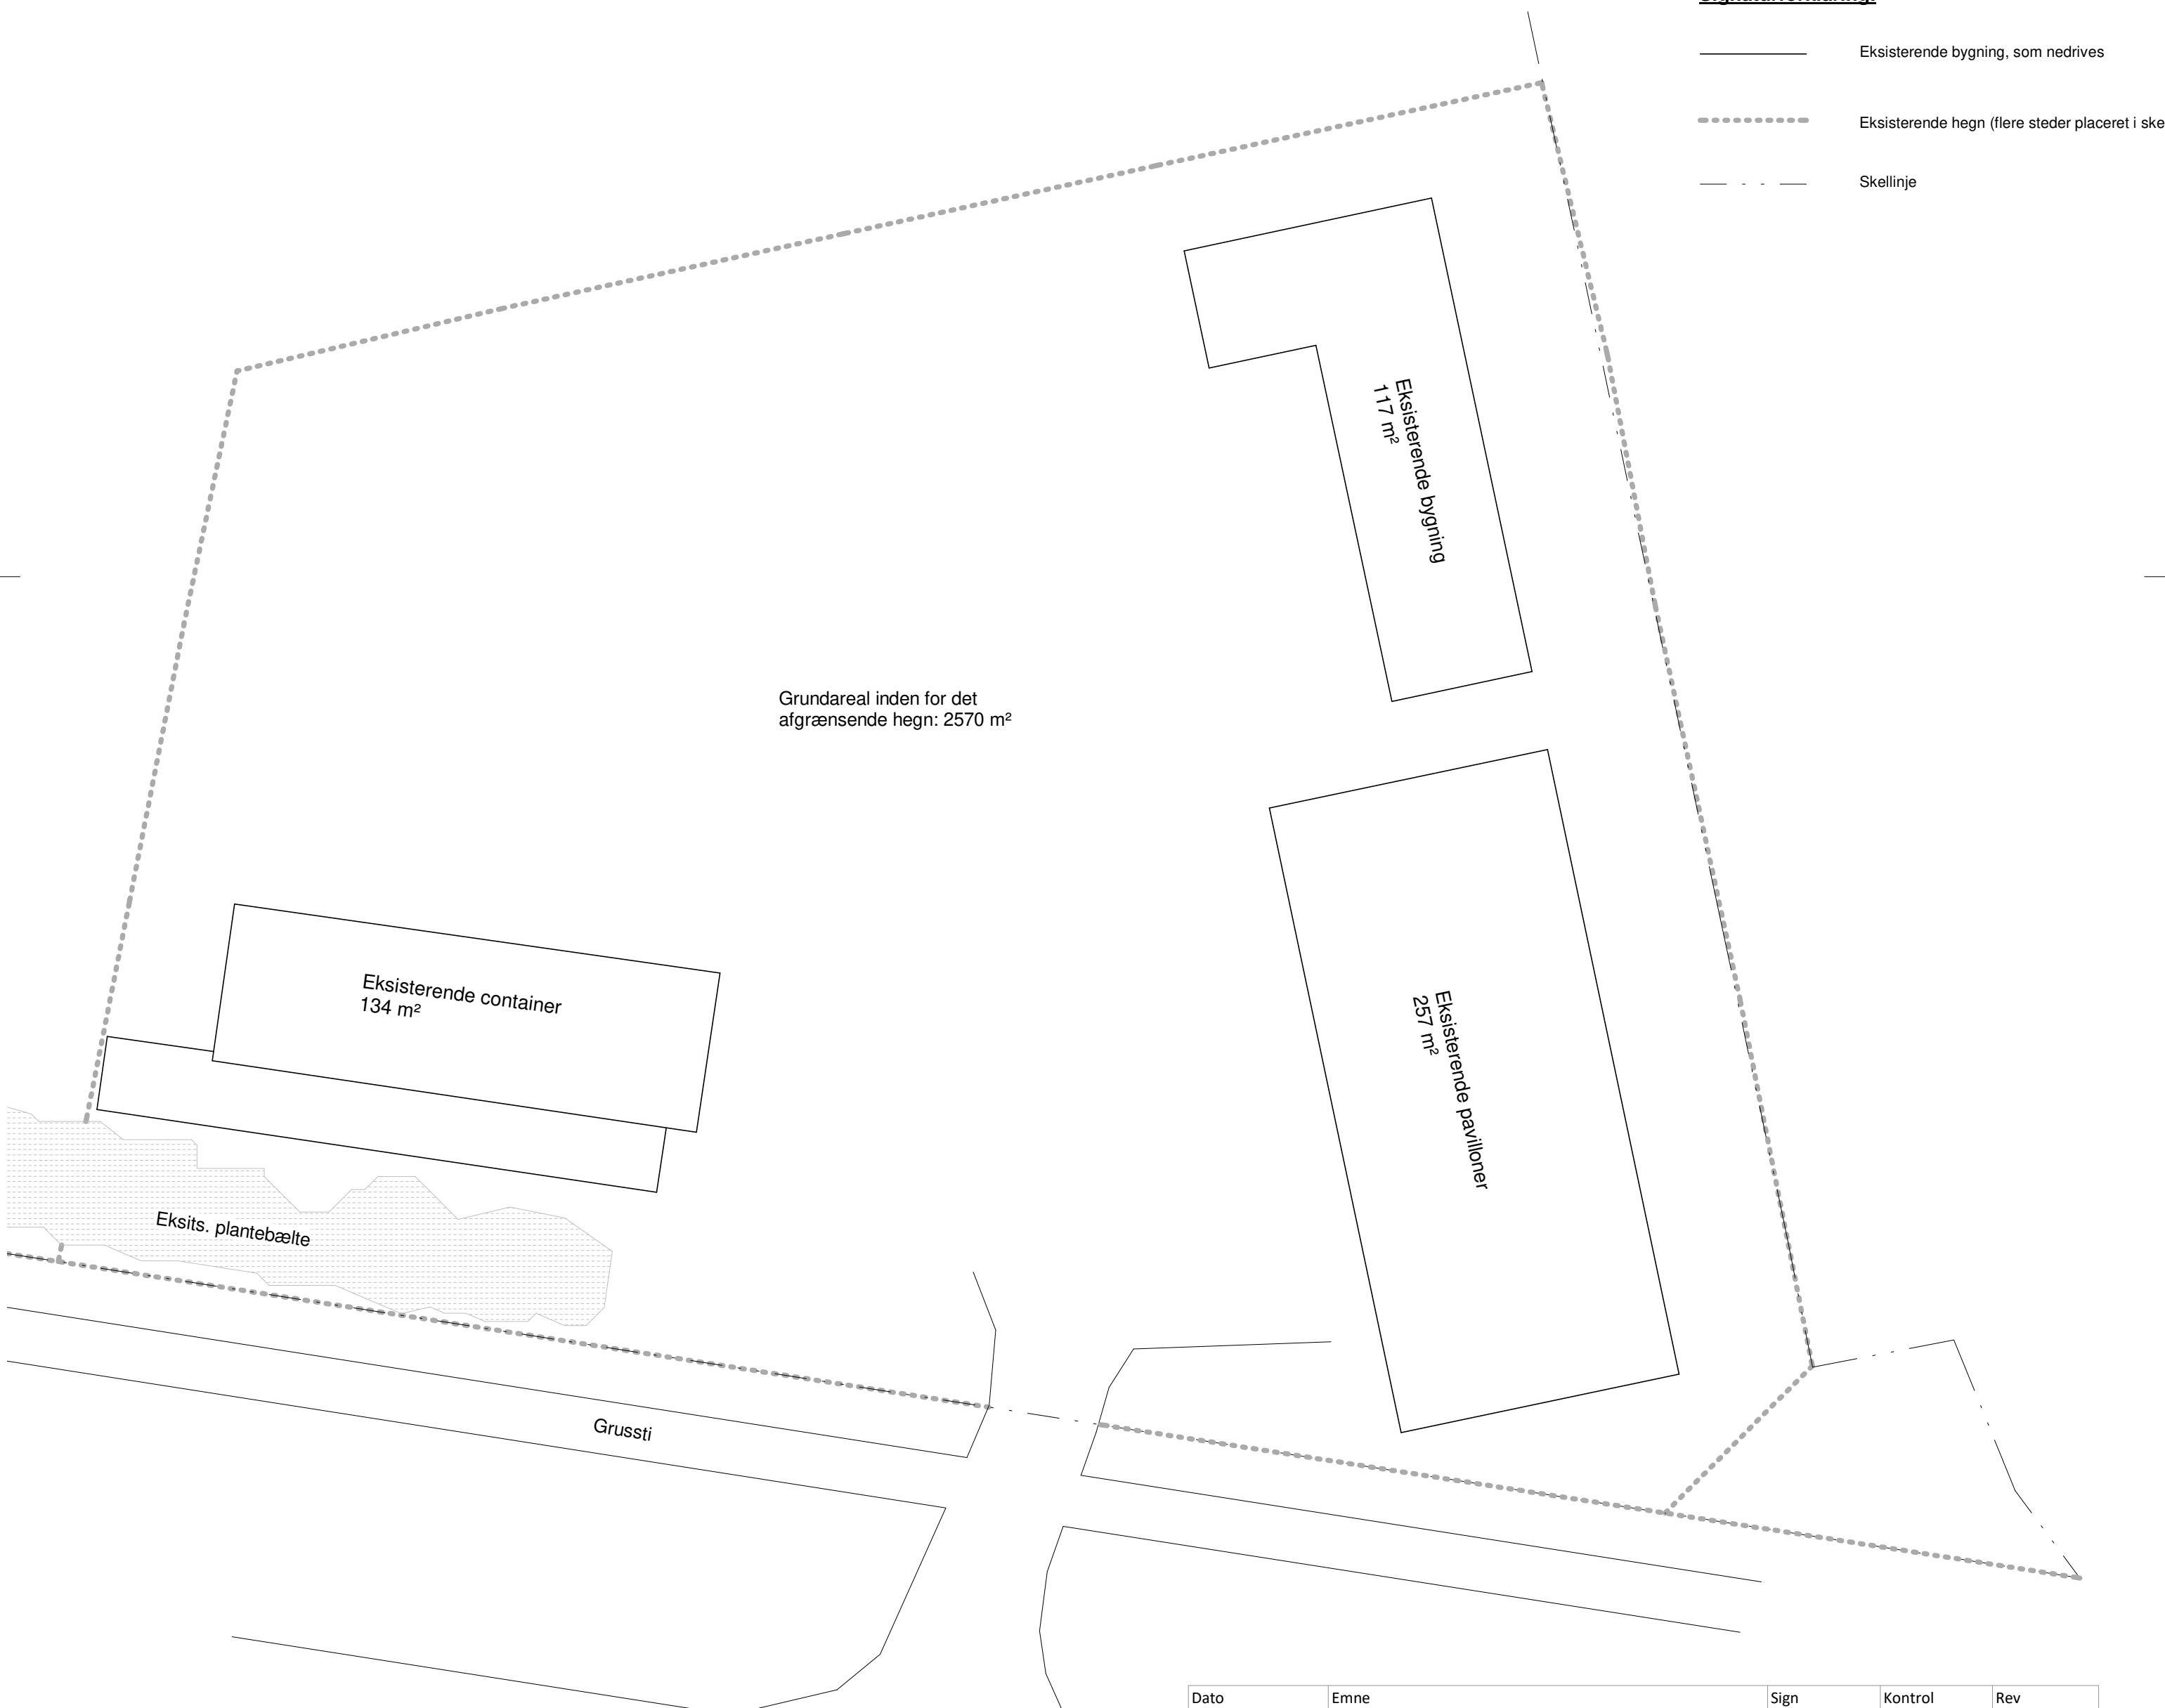 Signaturforklaring:
Eksisterende bygning, som nedrives
Eksisterende hegn (flere steder placeret i ske
Skellinje
Eksisterende bygning
117 m²
Grundareal inden for det
afgrænsende hegn: 2570 m²
Eksisterende container
134 m²
Eksisterende pavilloner
257 m²
Eksits. plantebælte
Grussti
Dato Emne Sign Kontrol Rev